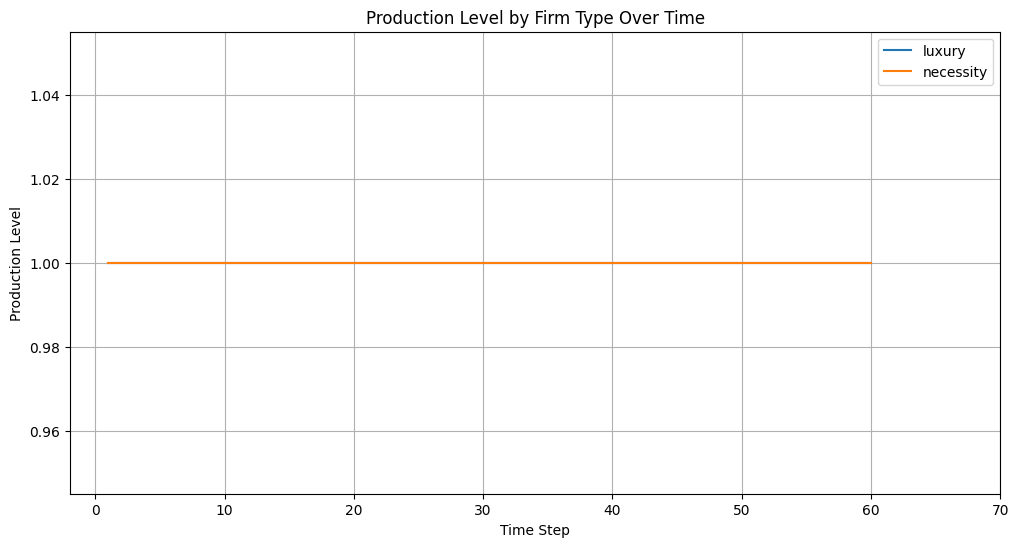 Production Level by Firm Type Over Time
luxury
necessity
1.04
1.02
1.00
0.98
0.96
Production Level
0 10 20 30 40 50 60 70
Time Step